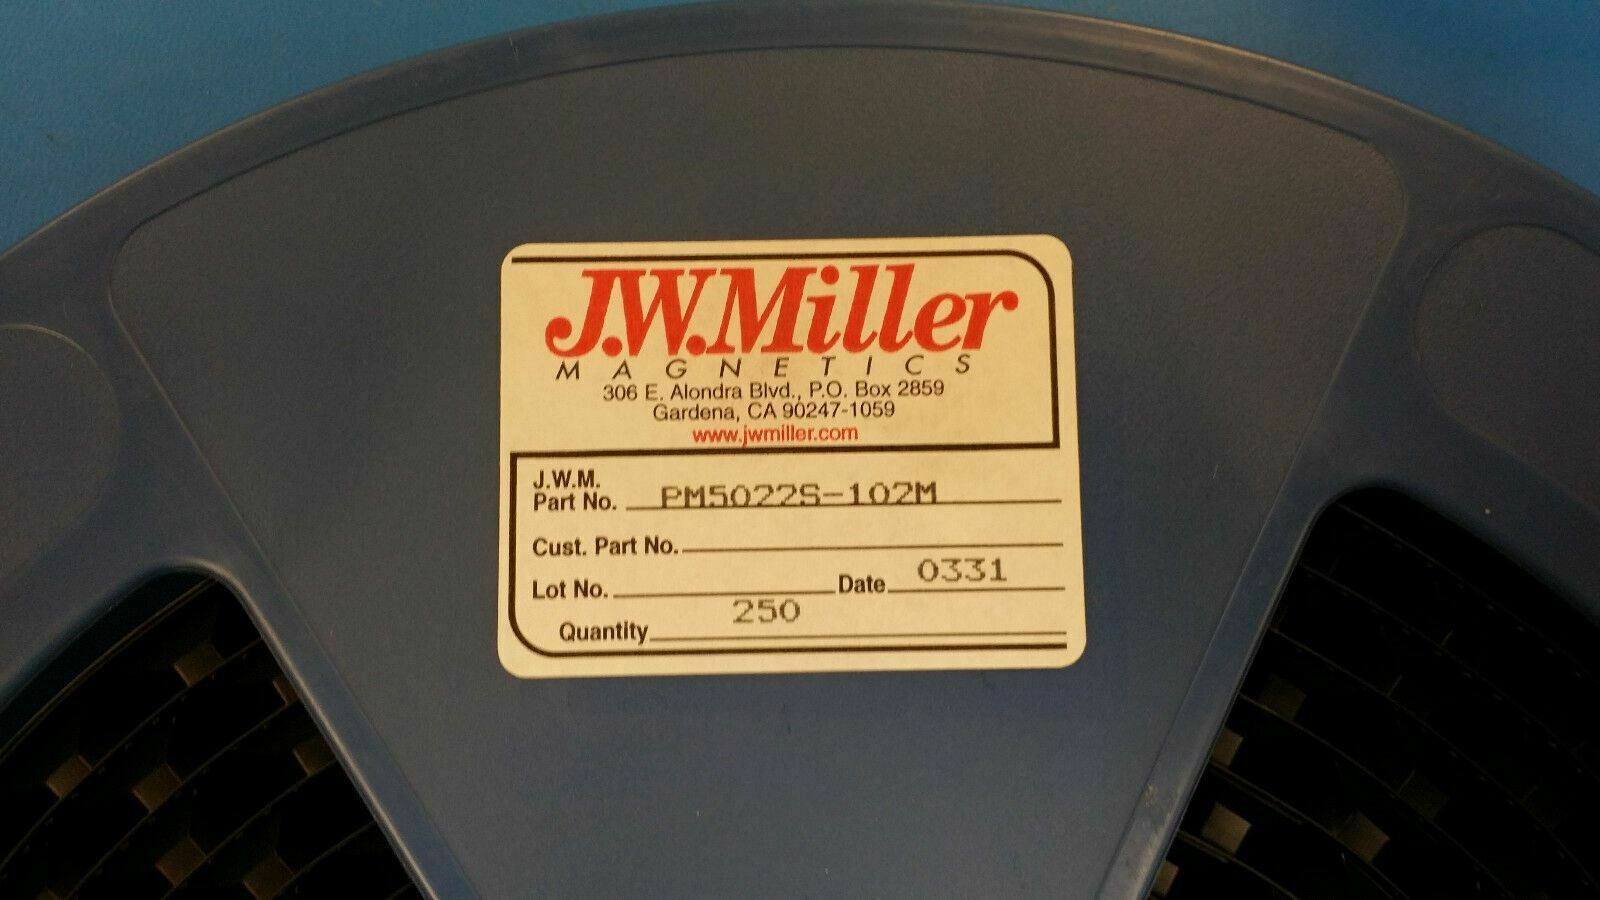 J.W.Miller
MAGNETICS
306 E. Alondra Blvd., P.O. Box 2859
Gardena, CA 90247-1059
www.jwmiller.com
J.W.M.
Part No. PM5022S-102M
Cust. Part No.
Lot No. Date 0331
Quantity 250